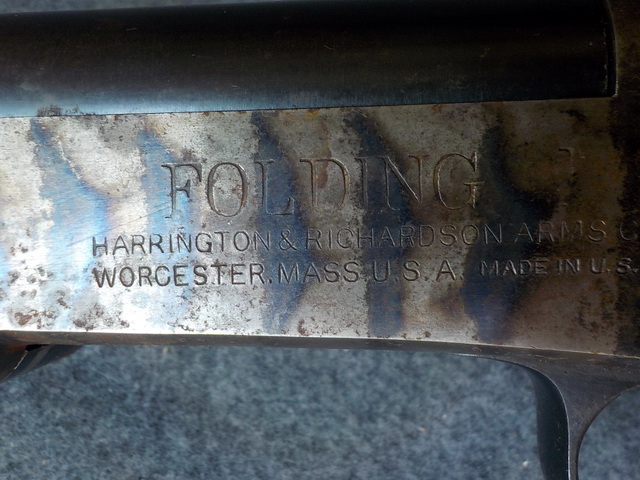 FOLDING
HARRINGTON & RICHARDSON ARMS C
WORCESTER. MASS. U.S.A. MADE IN U.S.